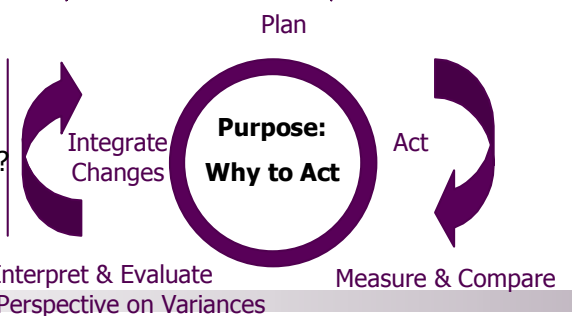 Plan
Purpose:
Why to Act
Integrate
Changes
Act
?
Interpret & Evaluate
Measure & Compare
Perspective on Variances